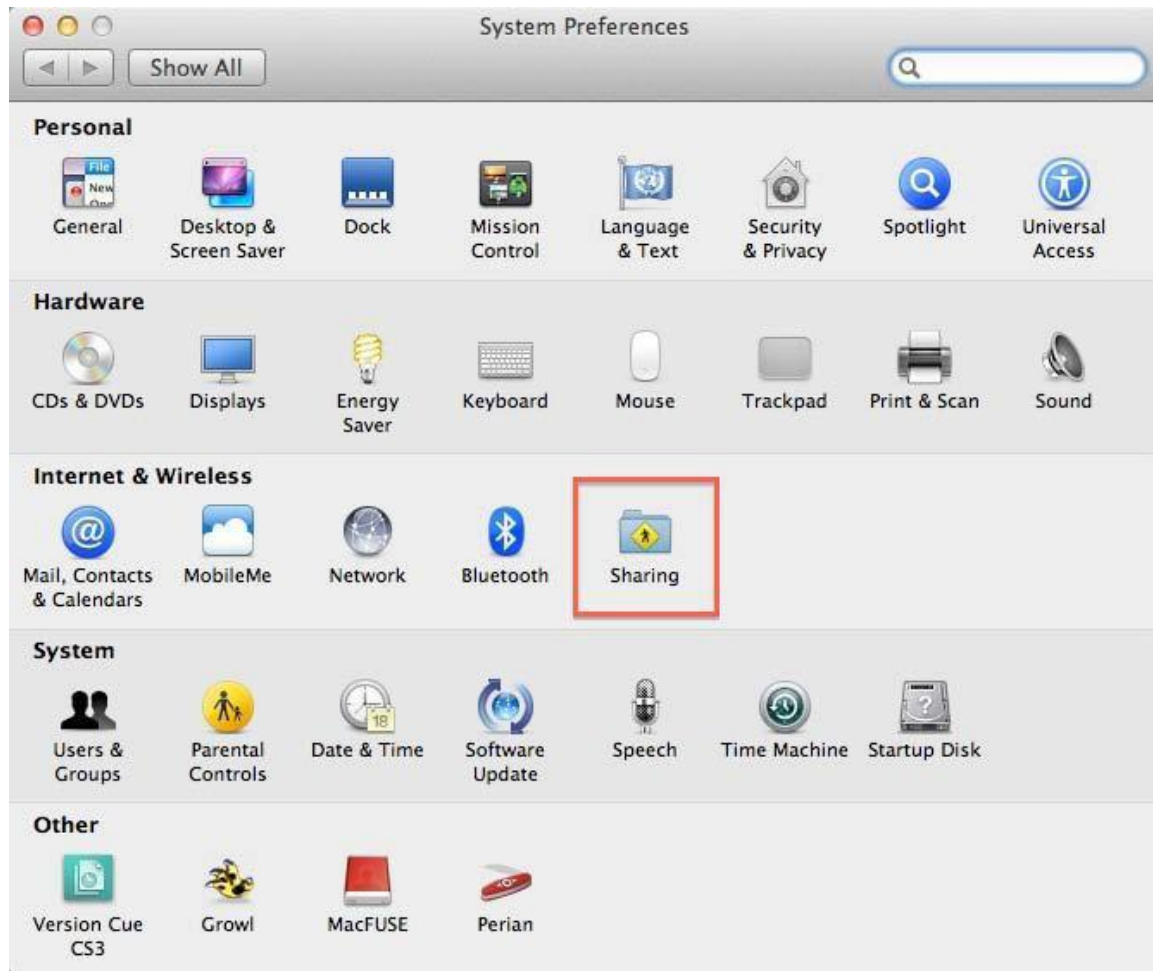 System Preferences
Show All
Personal
File
New
General
Desktop &
Screen Saver
Dock
Mission
Control
Language
& Text
Security
& Privacy
Spotlight
Universal
Access
Hardware
CDs & DVDs
Displays
Energy
Saver
Keyboard
Mouse
Trackpad
Print & Scan
Sound
Internet & Wireless
@
Mail, Contacts
& Calendars
MobileMe
Network
Bluetooth
Sharing
System
Users &
Groups
Parental
Controls
18
Date & Time
Software
Update
Speech
Time Machine
?
Startup Disk
Other
Version Cue
CS3
Growl
MacFUSE
Perian